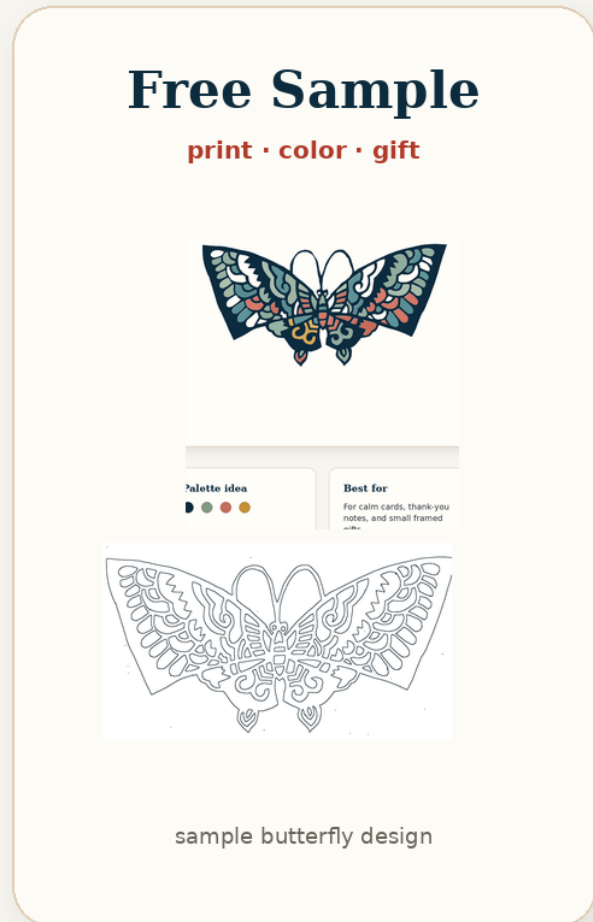 Free Sample
print · color · gift
Palette idea
Best for
For calm cards, thank-you
notes, and small framed
gifts
sample butterfly design